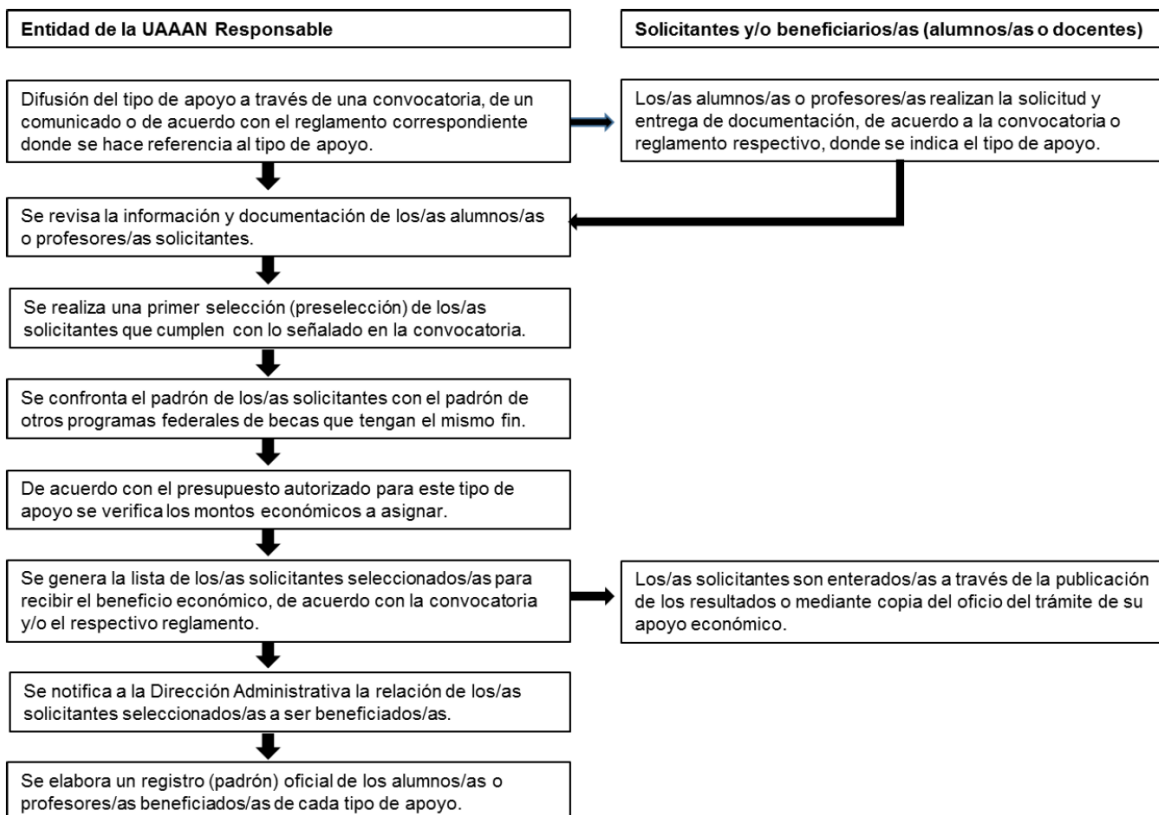 Entidad de la UAAAN Responsable
Solicitantes y/o beneficiarios/as (alumnos/as o docentes)
Difusión del tipo de apoyo a través de una convocatoria, de un
comunicado o de acuerdo con el reglamento correspondiente
donde se hace referencia al tipo de apoyo.
Los/as alumnos/as o profesores/as realizan la solicitud y
entrega de documentación, de acuerdo a la convocatoria o
reglamento respectivo, donde se indica el tipo de apoyo.
Se revisa la información y documentación de los/as alumnos/as
o profesores/as solicitantes.
Se realiza una primer selección (preselección) de los/as
solicitantes que cumplen con lo señalado en la convocatoria.
Se confronta el padrón de los/as solicitantes con el padrón de
otros programas federales de becas que tengan el mismo fin.
De acuerdo con el presupuesto autorizado para este tipo de
apoyo se verifica los montos económicos a asignar.
Se genera la lista de los/as solicitantes seleccionados/as para
recibir el beneficio económico, de acuerdo con la convocatoria
y/o el respectivo reglamento.
Los/as solicitantes son enterados/as a través de la publicación
de los resultados o mediante copia del oficio del trámite de su
apoyo económico.
Se notifica a la Dirección Administrativa la relación de los/as
solicitantes seleccionados/as a ser beneficiados/as.
Se elabora un registro (padrón) oficial de los alumnos/as o
profesores/as beneficiados/as de cada tipo de apoyo.